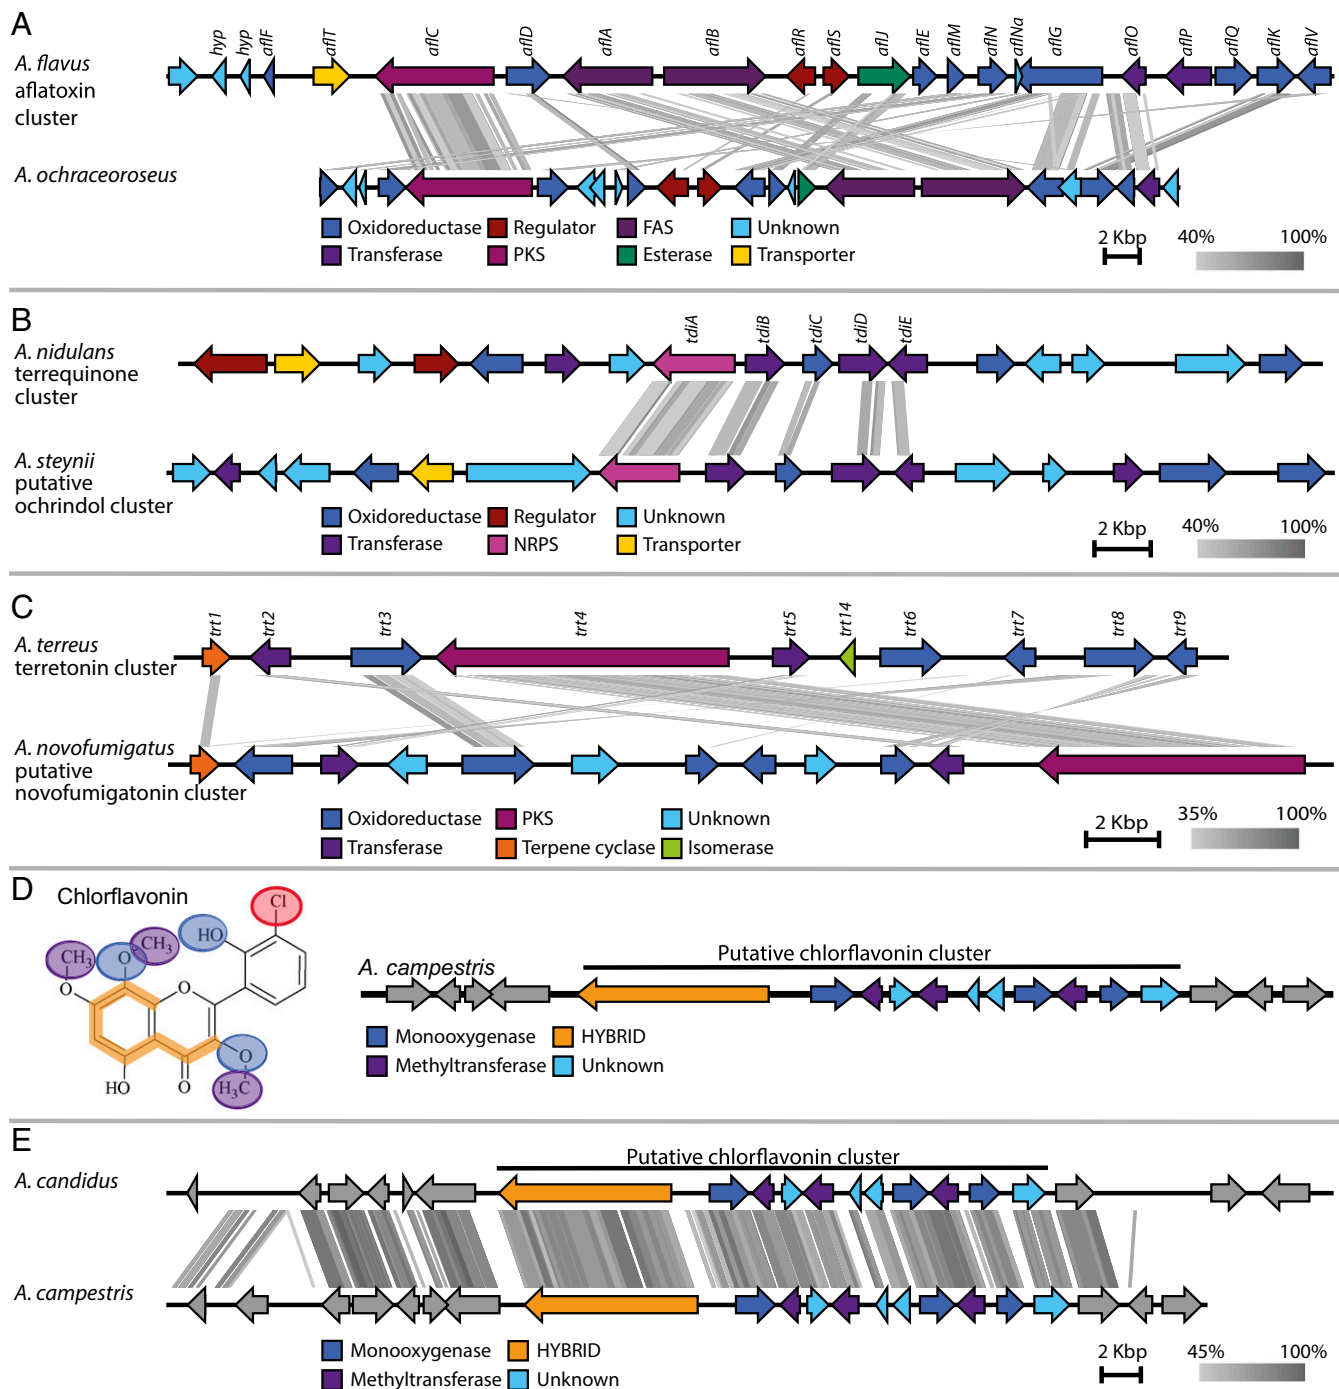 A
hyp hyp aflF aflT aflC aflD aflA aflB aflR aflS aflJ aflE aflM aflN aflNa aflG aflO aflP aflQ aflK aflV
A. flavus
aflatoxin
cluster
A. ochraceoroseus
Oxidoreductase Regulator FAS Unknown
Transferase PKS Esterase Transporter
2 Kbp 40% 100%
B
tdiA tdiB tdiC tdiD tdiE
A. nidulans
terrequinone
cluster
A. steynii
putative
ochrindol cluster
Oxidoreductase Regulator Unknown
Transferase NRPS Transporter
2 Kbp 40% 100%
C
trt1 trt2 trt3 trt4 trt5 trt14 trt6 trt7 trt8 trt9
A. terreus
terretonin cluster
A. novofumigatus
putative
novofumigatonin cluster
Oxidoreductase PKS Unknown
Transferase Terpene cyclase Isomerase
2 Kbp 35% 100%
D
Chlorflavonin
Cl
HO
CH3 O CH3
O O
O
HO O H3C
Putative chlorflavonin cluster
A. campestris
Monooxygenase HYBRID
Methyltransferase Unknown
E
Putative chlorflavonin cluster
A. candidus
A. campestris
Monooxygenase HYBRID
Methyltransferase Unknown
2 Kbp 45% 100%